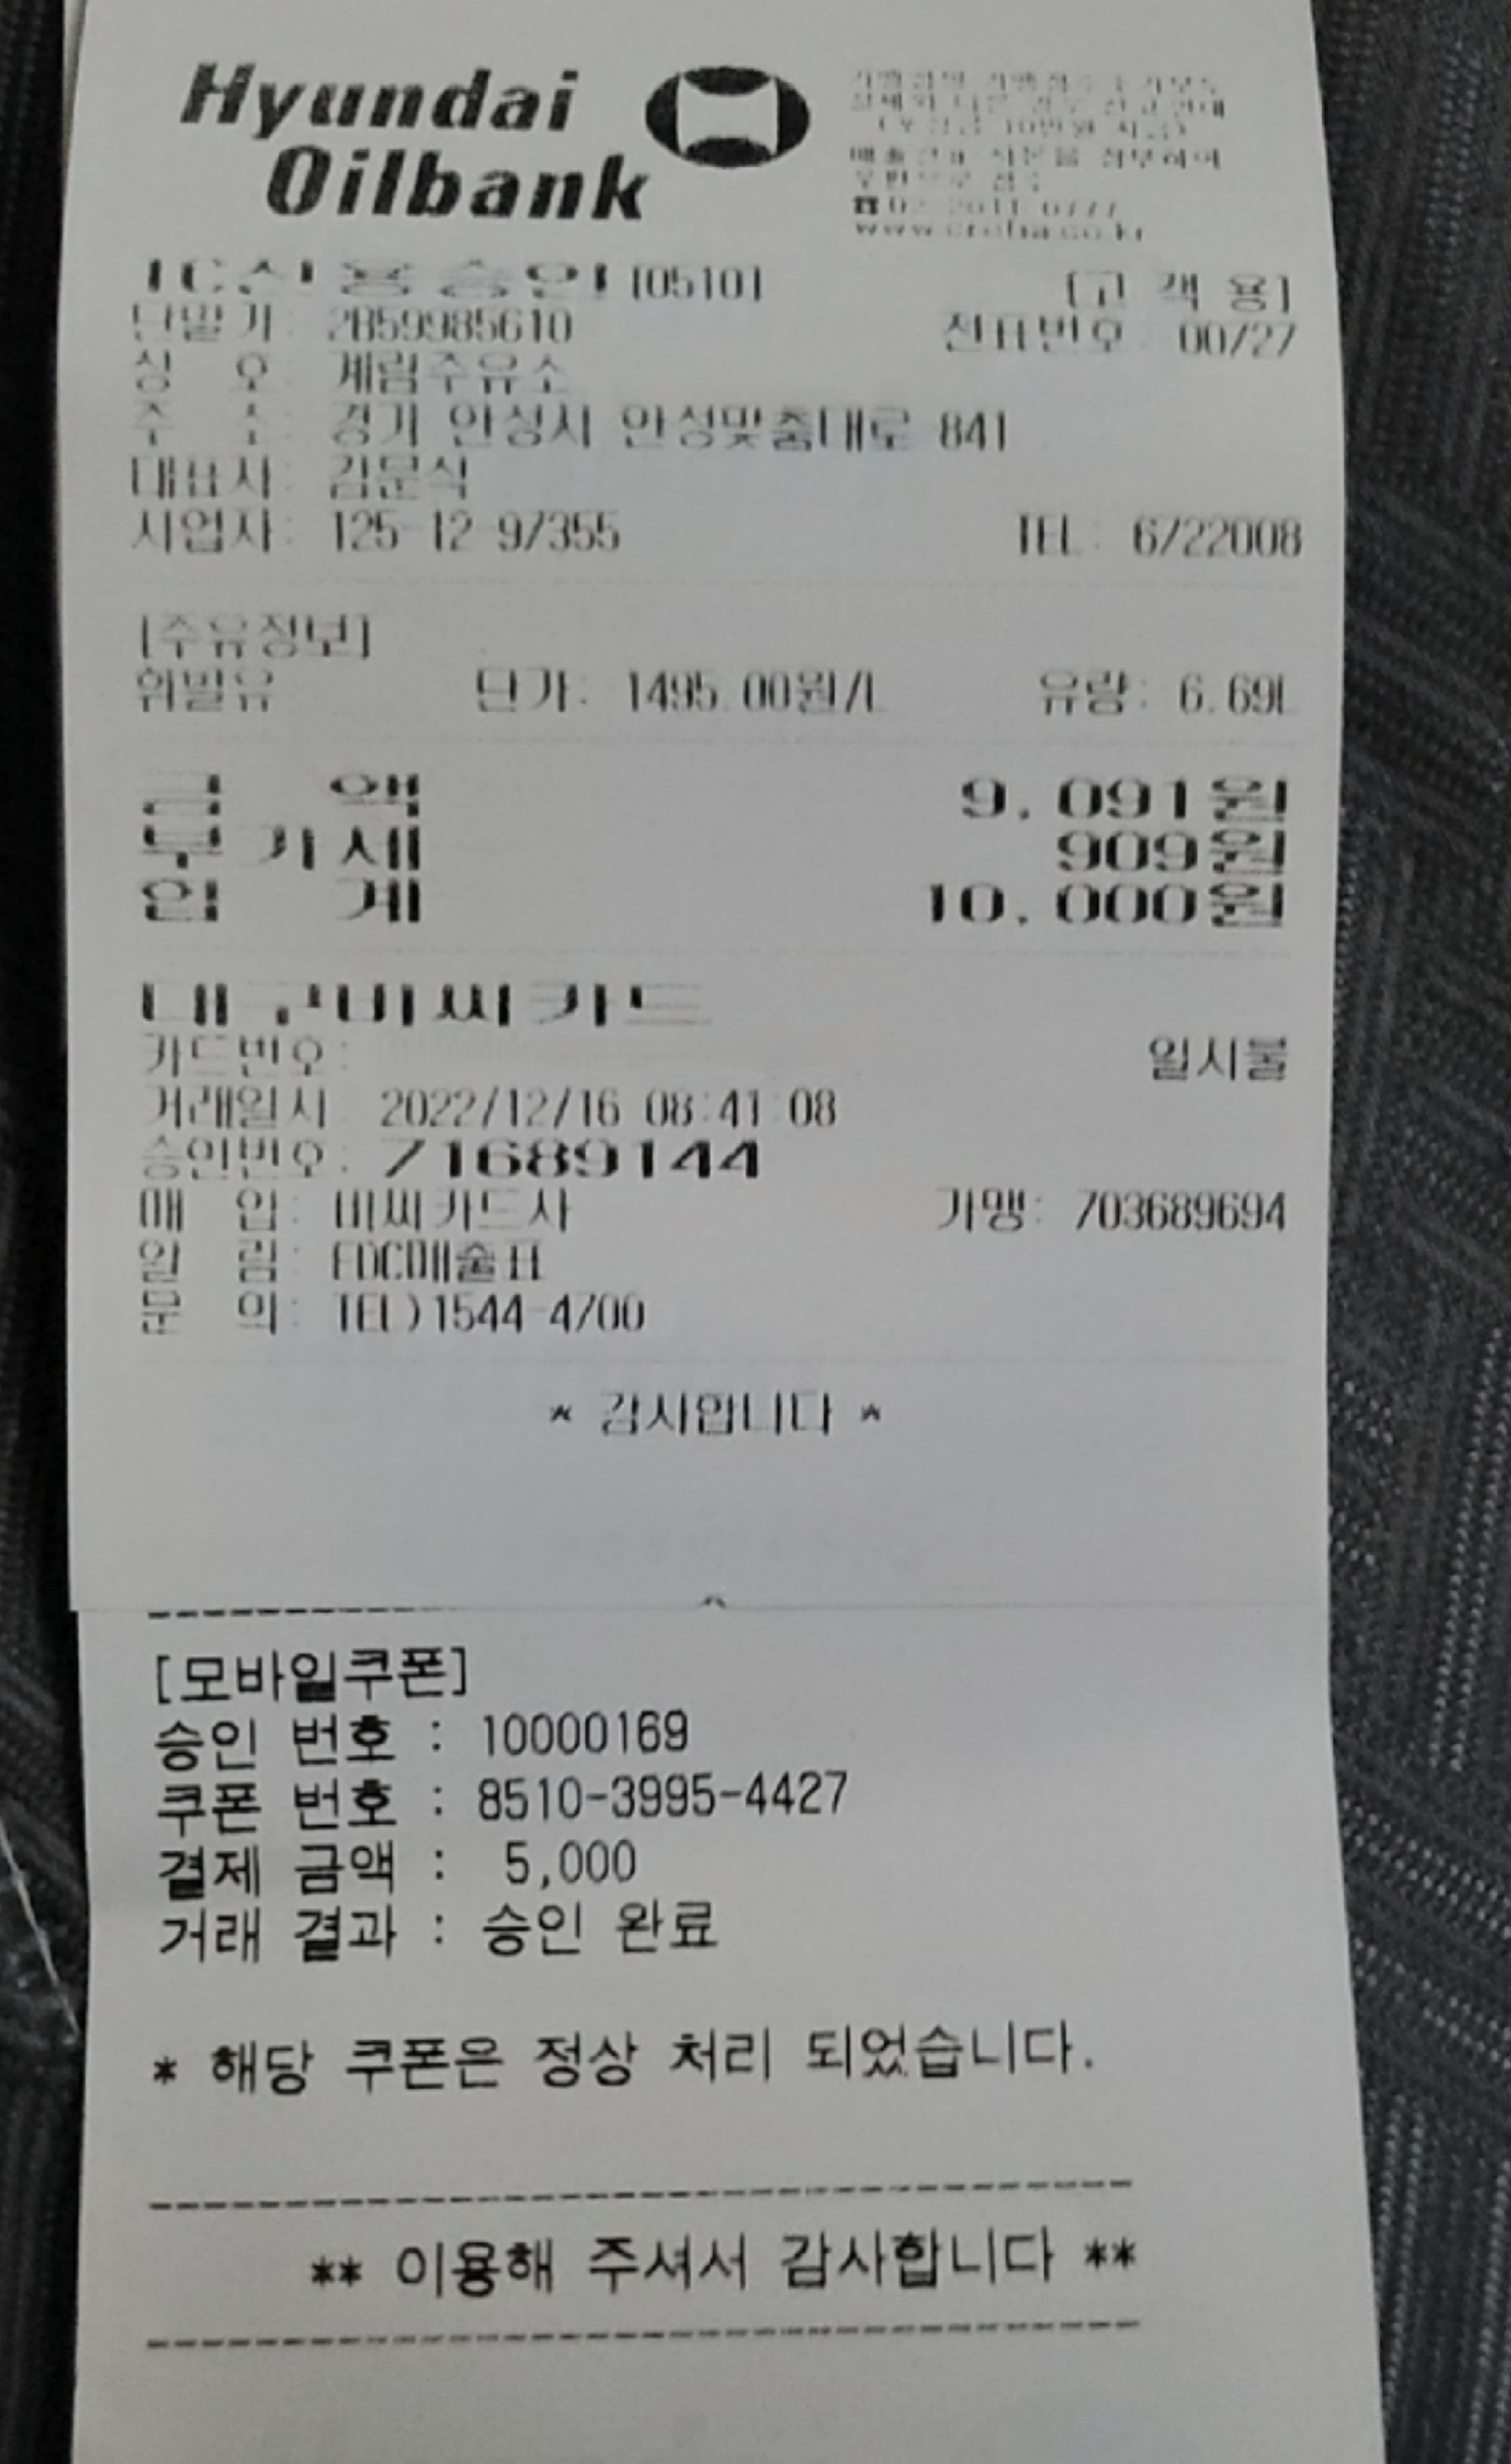 Hyundai
Oilbank
IC신용승인[0510]
[고 객 용]
단말기: 2859985610
전표번호: 00727
상 호: 계림주유소
주 소: 경기 안성시 안성맞춤대로 841
대표자: 김문식
사업자: 125-12-97355
TEL: 6722008
[주유정보]
휘발유 단가: 1495.00원/L 유량: 6.69L
금 액 9,091원
부 가 세 909원
합 계 10,000원
대구비씨카드
카드번호:
일시불
거래일시: 2022/12/16 08:41:08
승인번호: 71689144
매 입: 비씨카드사
가맹: 703689694
알 림: EDC매출표
문 의: TEL)1544-4700
* 감사합니다 *
[모바일쿠폰]
승인 번호 : 10000169
쿠폰 번호 : 8510-3995-4427
결제 금액 : 5,000
거래 결과 : 승인 완료
* 해당 쿠폰은 정상 처리 되었습니다.
** 이용해 주셔서 감사합니다 **